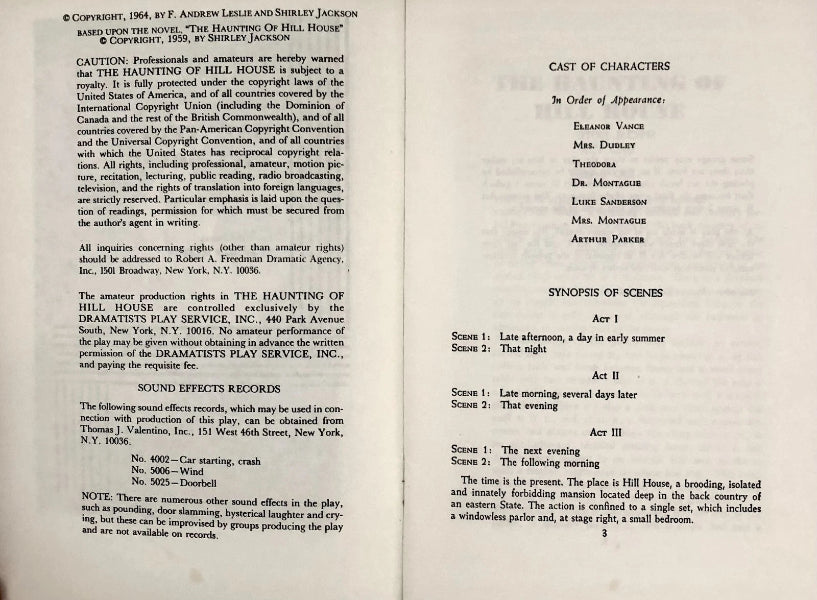 © COPYRIGHT, 1964, BY F. ANDREW LESLIE AND SHIRLEY JACKSON
BASED UPON THE NOVEL, "THE HAUNTING OF HILL HOUSE"
© COPYRIGHT, 1959, BY SHIRLEY JACKSON
CAUTION: Professionals and amateurs are hereby warned
that THE HAUNTING OF HILL HOUSE is subject to a
royalty. It is fully protected under the copyright laws of the
United States of America, and of all countries covered by the
International Copyright Union (including the Dominion of
Canada and the rest of the British Commonwealth), and of all
countries covered by the Pan-American Copyright Convention
and the Universal Copyright Convention, and of all countries
with which the United States has reciprocal copyright rela-
tions. All rights, including professional, amateur, motion pic-
ture, recitation, lecturing, public reading, radio broadcasting,
television, and the rights of translation into foreign languages,
are strictly reserved. Particular emphasis is laid upon the ques-
tion of readings, permission for which must be secured from
the author's agent in writing.
All inquiries concerning rights (other than amateur rights)
should be addressed to Robert A. Freedman Dramatic Agency,
Inc., 1501 Broadway, New York, N.Y. 10036.
The amateur production rights in THE HAUNTING OF
HILL HOUSE are controlled exclusively by the
DRAMATISTS PLAY SERVICE, INC., 440 Park Avenue
South, New York, N.Y. 10016. No amateur performance of
the play may be given without obtaining in advance the written
permission of the DRAMATISTS PLAY SERVICE, INC.,
and paying the requisite fee.
SOUND EFFECTS RECORDS
The following sound effects records, which may be used in con-
nection with production of this play, can be obtained from
Thomas J. Valentino, Inc., 151 West 46th Street, New York,
N.Y. 10036.
No. 4002—Car starting, crash
No. 5006—Wind
No. 5025—Doorbell
NOTE: There are numerous other sound effects in the play,
such as pounding, door slamming, hysterical laughter and cry-
ing, but these can be improvised by groups producing the play
and are not available on records.
CAST OF CHARACTERS
In Order of Appearance:
ELEANOR VANCE
MRS. DUDLEY
THEODORA
DR. MONTAGUE
LUKE SANDERSON
MRS. MONTAGUE
ARTHUR PARKER
SYNOPSIS OF SCENES
ACT I
SCENE 1: Late afternoon, a day in early summer
SCENE 2: That night
ACT II
SCENE 1: Late morning, several days later
SCENE 2: That evening
ACT III
SCENE 1: The next evening
SCENE 2: The following morning
The time is the present. The place is Hill House, a brooding, isolated
and innately forbidding mansion located deep in the back country of
an eastern State. The action is confined to a single set, which includes
a windowless parlor and, at stage right, a small bedroom.
3